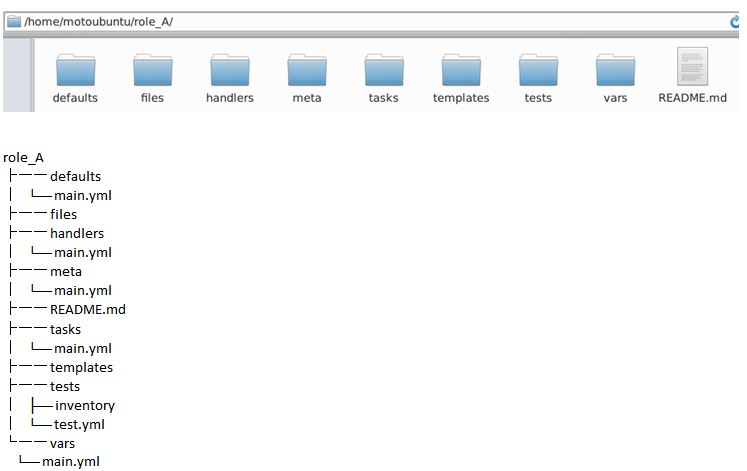 /home/motoubuntu/role_A/
defaults files handlers meta tasks templates tests vars README.md
role_A
├── defaults
│ └─main.yml
├── files
├── handlers
│ └─main.yml
├── meta
│ └─main.yml
├── README.md
├── tasks
│ └─main.yml
├── templates
├── tests
│ ├─inventory
│ └─test.yml
└── vars
└─main.yml